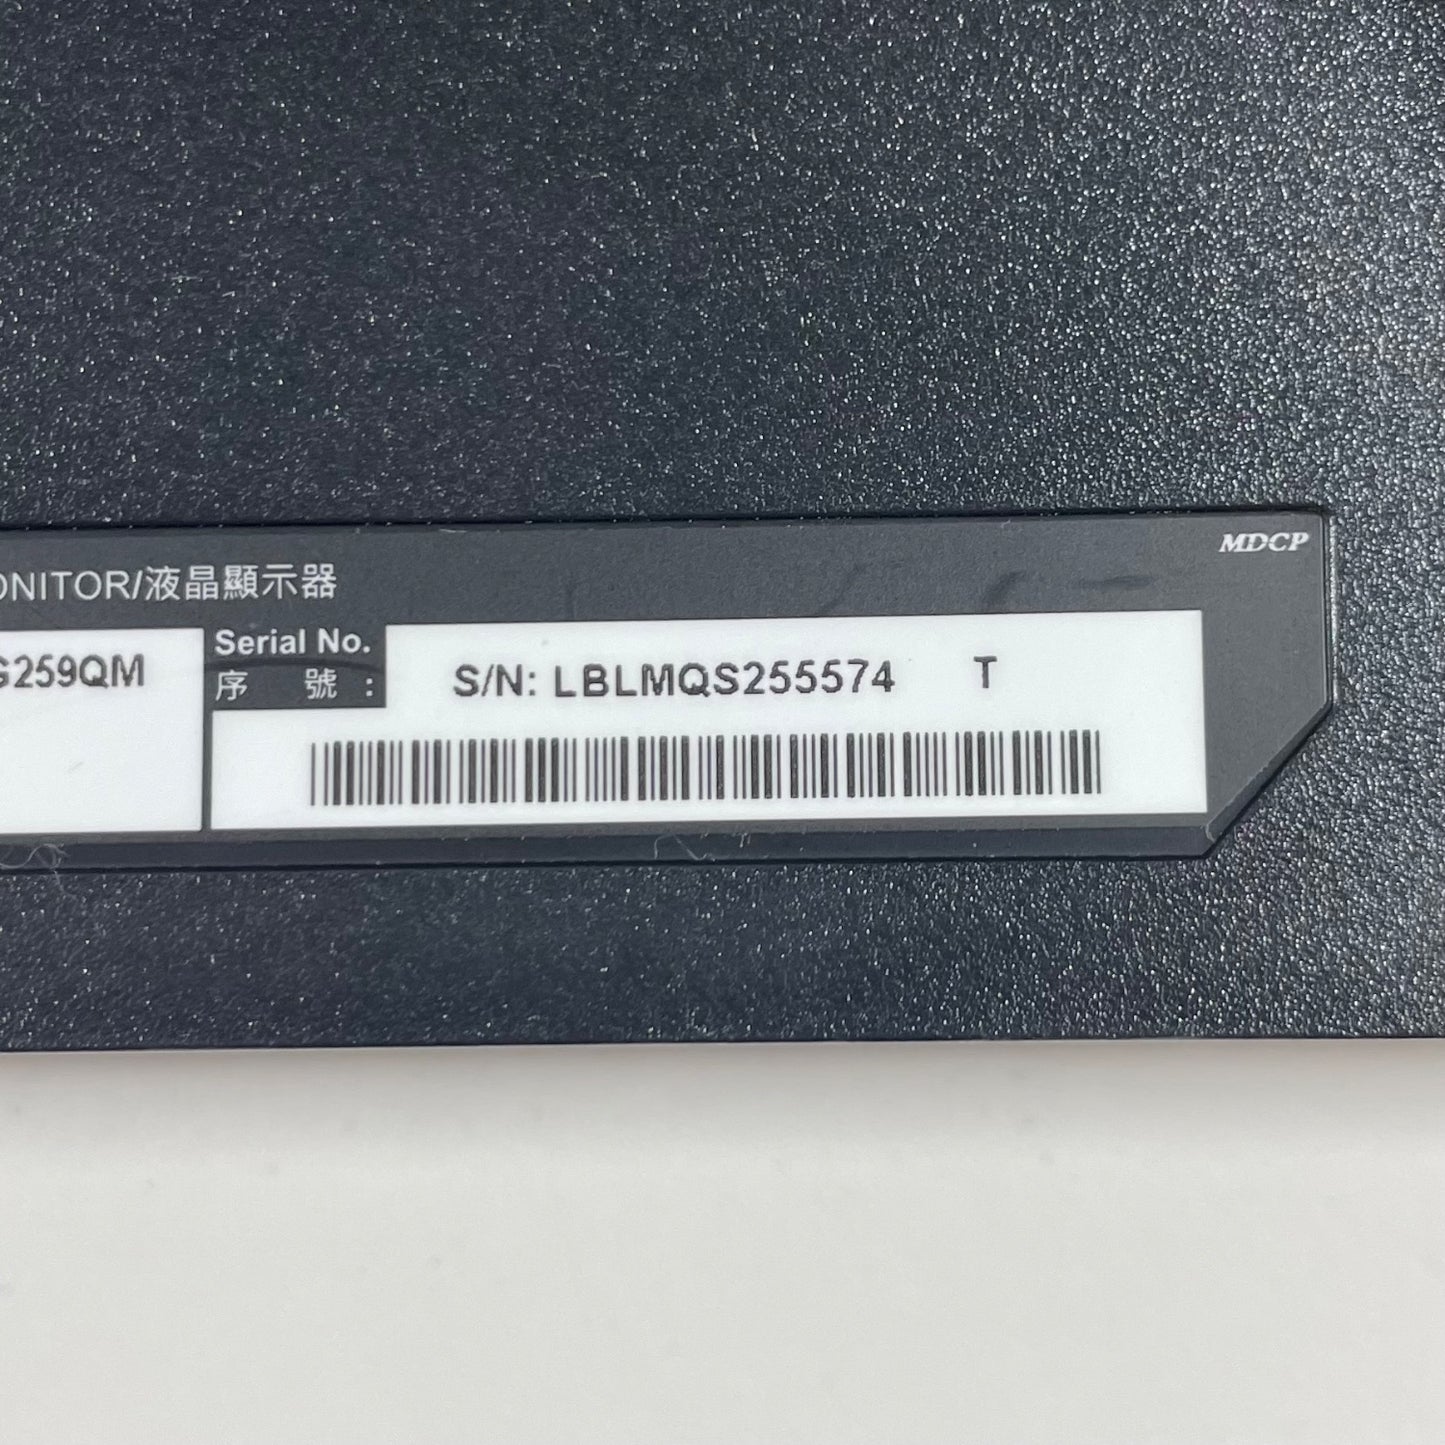 MDCP
ONITOR/液晶顯示器
Serial No.
G259QM
序 號 :
S/N: LBLMQS255574 T